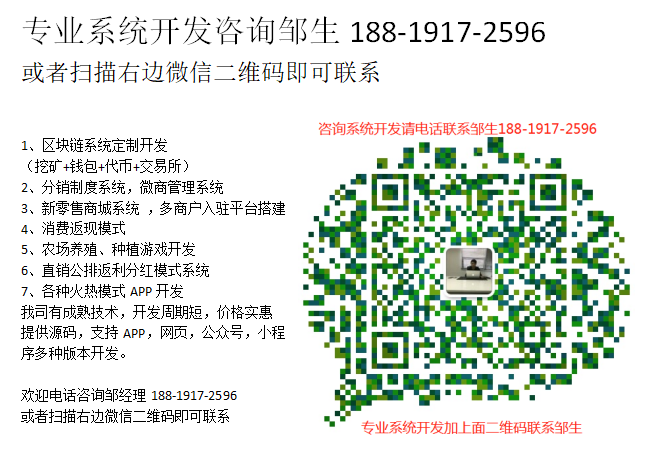 专业系统开发咨询邹生 188-1917-2596
或者扫描右边微信二维码即可联系
咨询系统开发请电话联系邹生188-1917-2596
1、区块链系统定制开发
（挖矿+钱包+代币+交易所）
2、分销制度系统，微商管理系统
3、新零售商城系统 ，多商户入驻平台搭建
4、消费返现模式
5、农场养殖、种植游戏开发
6、直销公排返利分红模式系统
7、各种火热模式 APP 开发
我司有成熟技术，开发周期短，价格实惠
提供源码，支持 APP，网页，公众号，小程
序多种版本开发。
欢迎电话咨询邹经理 188-1917-2596
或者扫描右边微信二维码即可联系
专业系统开发加上面二维码联系邹生